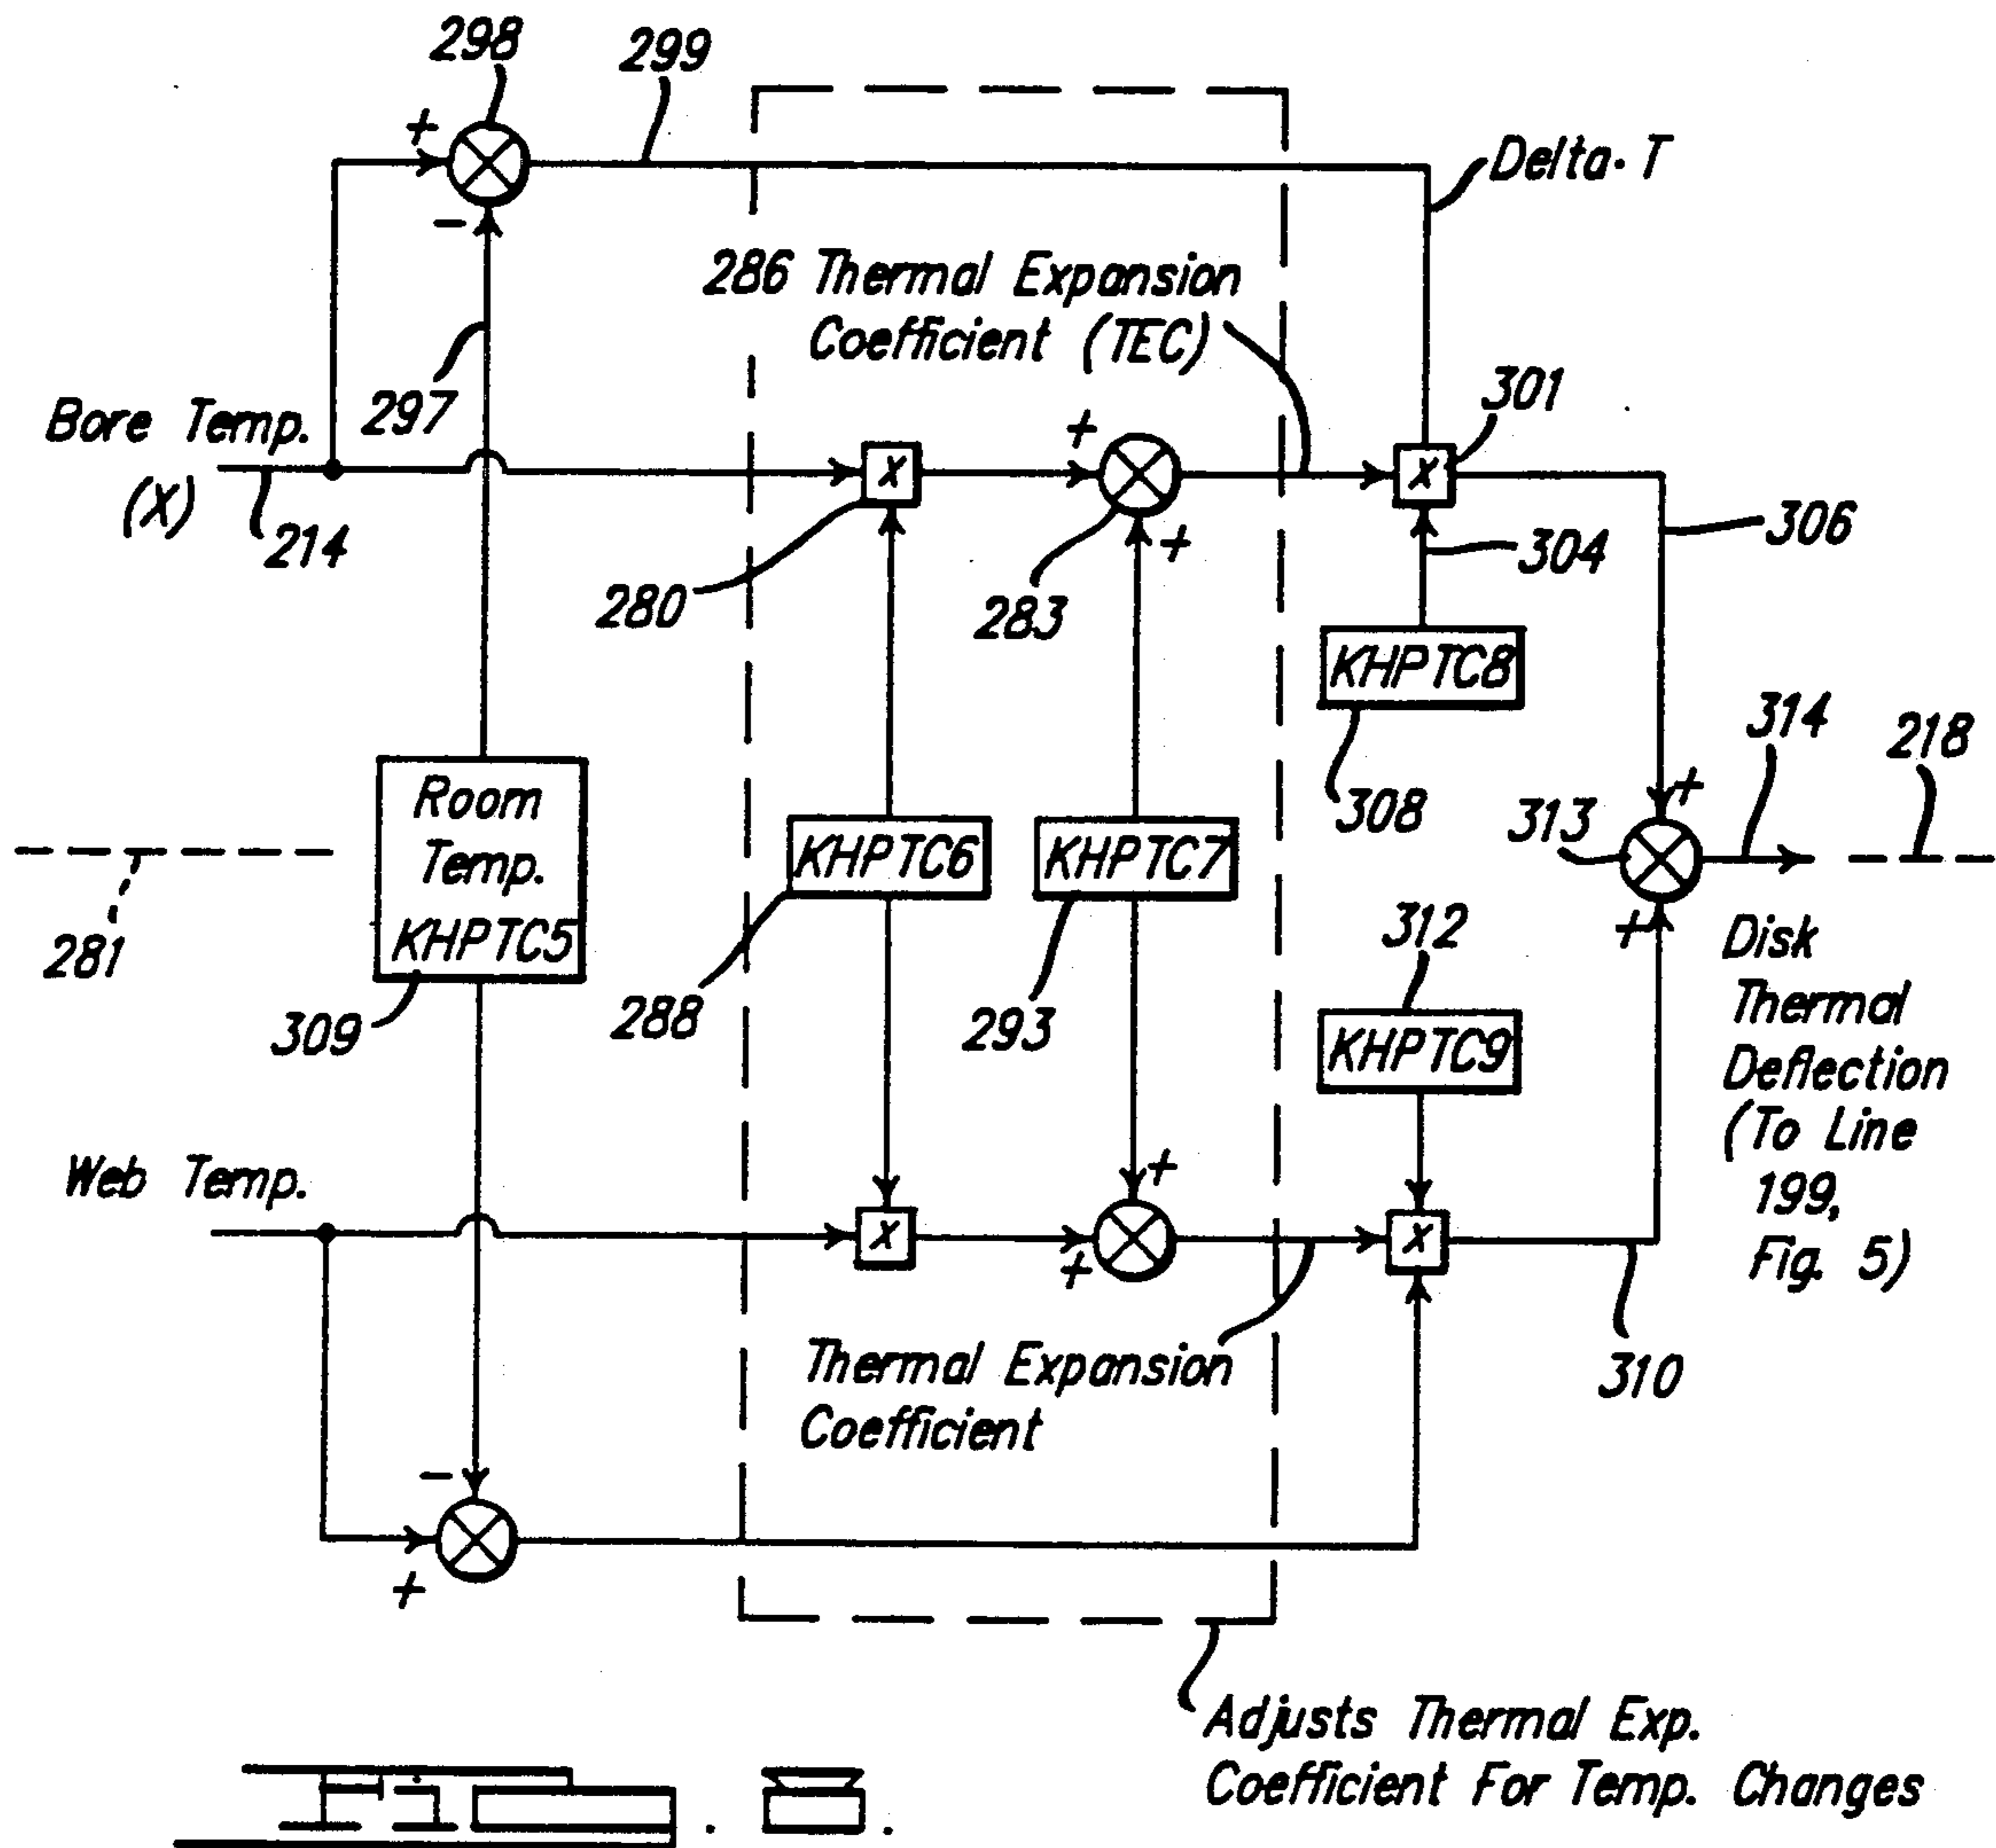 298
299
+
-
Delta-T
286 Thermal Expansion
Coefficient (TEC)
297
Bore Temp.
(X)
214
+
X
280
283
+
X
301
304
306
KHPTC8
308
Room
Temp.
KHPTC5
309
281
KHPTC6
288
KHPTC7
293
313
+
+
314
218
312
KHPTC9
Disk
Thermal
Deflection
(To Line
199,
Fig. 5)
Web Temp.
X
+
+
X
310
Thermal Expansion
Coefficient
-
+
Adjusts Thermal Exp.
Coefficient For Temp. Changes